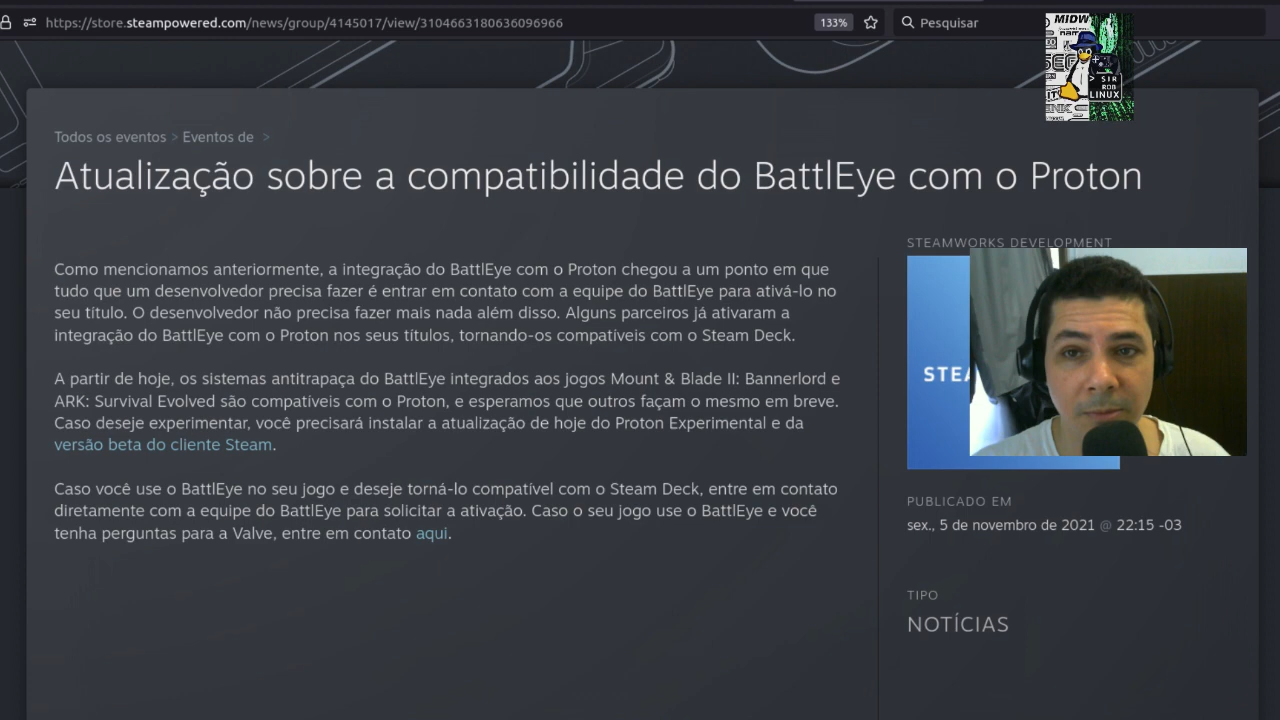 https://store.steampowered.com/news/group/4145017/view/3104663180636096966
133%
Pesquisar
MIDW
> SIR
ROB
LINUX
Todos os eventos > Eventos de >
Atualização sobre a compatibilidade do BattlEye com o Proton
STEAMWORKS DEVELOPMENT
Como mencionamos anteriormente, a integração do BattlEye com o Proton chegou a um ponto em que
tudo que um desenvolvedor precisa fazer é entrar em contato com a equipe do BattlEye para ativá-lo no
seu título. O desenvolvedor não precisa fazer mais nada além disso. Alguns parceiros já ativaram a
integração do BattlEye com o Proton nos seus títulos, tornando-os compatíveis com o Steam Deck.
A partir de hoje, os sistemas antitrapaça do BattlEye integrados aos jogos Mount & Blade II: Bannerlord e
ARK: Survival Evolved são compatíveis com o Proton, e esperamos que outros façam o mesmo em breve.
Caso deseje experimentar, você precisará instalar a atualização de hoje do Proton Experimental e da
versão beta do cliente Steam.
Caso você use o BattlEye no seu jogo e deseje torná-lo compatível com o Steam Deck, entre em contato
diretamente com a equipe do BattlEye para solicitar a ativação. Caso o seu jogo use o BattlEye e você
tenha perguntas para a Valve, entre em contato aqui.
STEA
PUBLICADO EM
sex., 5 de novembro de 2021 @ 22:15 -03
TIPO
NOTÍCIAS